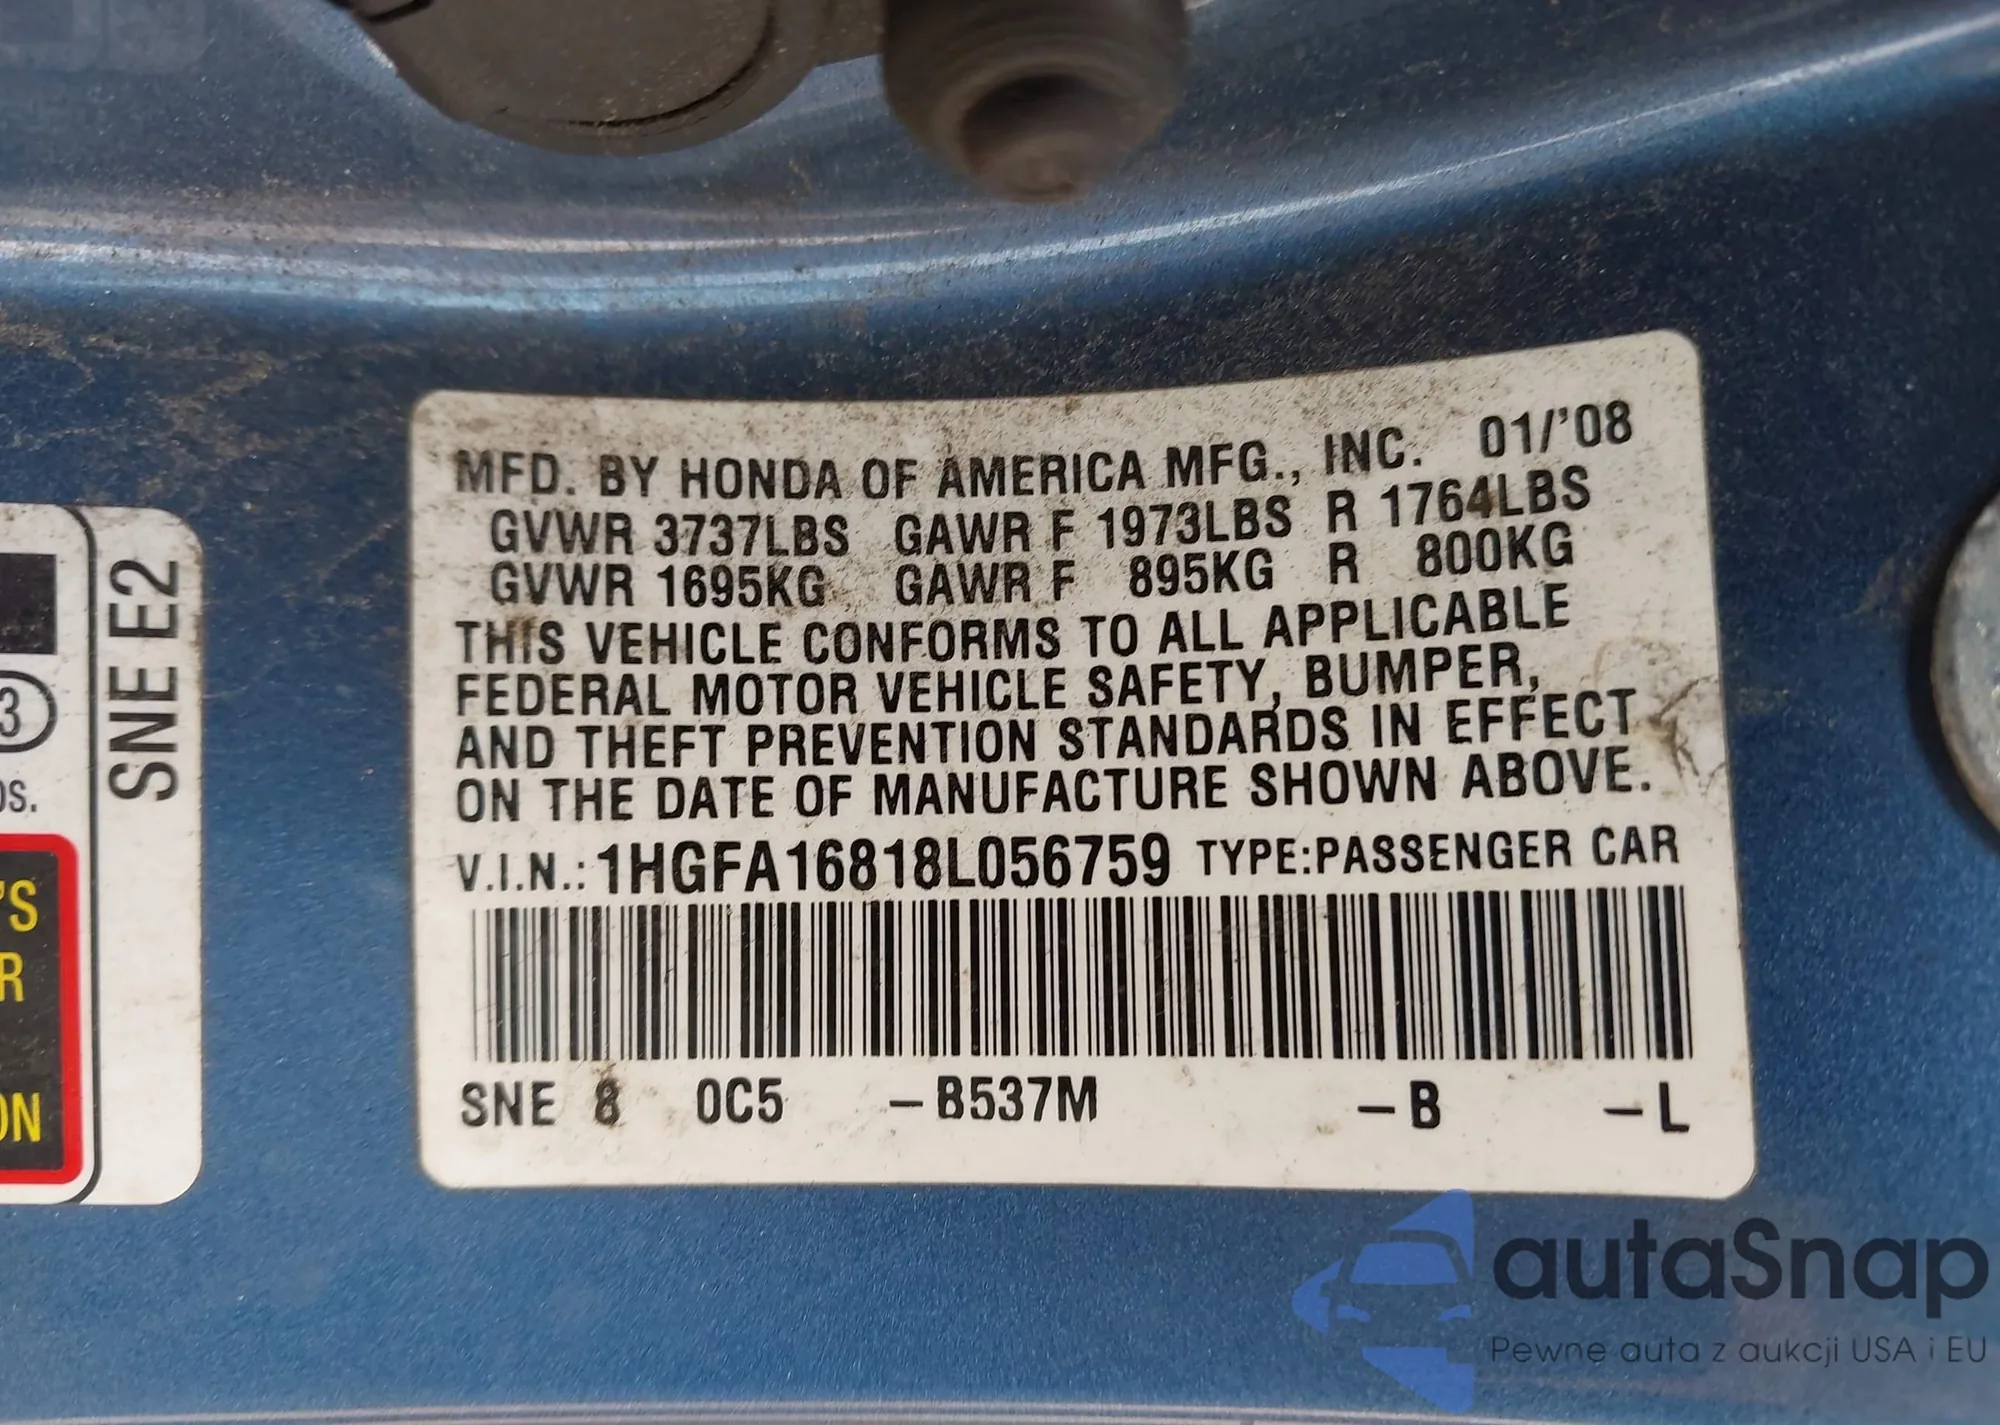 MFD. BY HONDA OF AMERICA MFG., INC. 01/'08
GVWR 3737LBS GAWR F 1973LBS R 1764LBS
GVWR 1695KG GAWR F 895KG R 800KG
THIS VEHICLE CONFORMS TO ALL APPLICABLE
FEDERAL MOTOR VEHICLE SAFETY, BUMPER,
AND THEFT PREVENTION STANDARDS IN EFFECT
ON THE DATE OF MANUFACTURE SHOWN ABOVE.
V.I.N.: 1HGFA16818L056759 TYPE:PASSENGER CAR
SNE 8 0C5 -B537M -B -L
SNE E2
3
'S
R
ON
autaSnap
Pewne auta z aukcji USA i EU